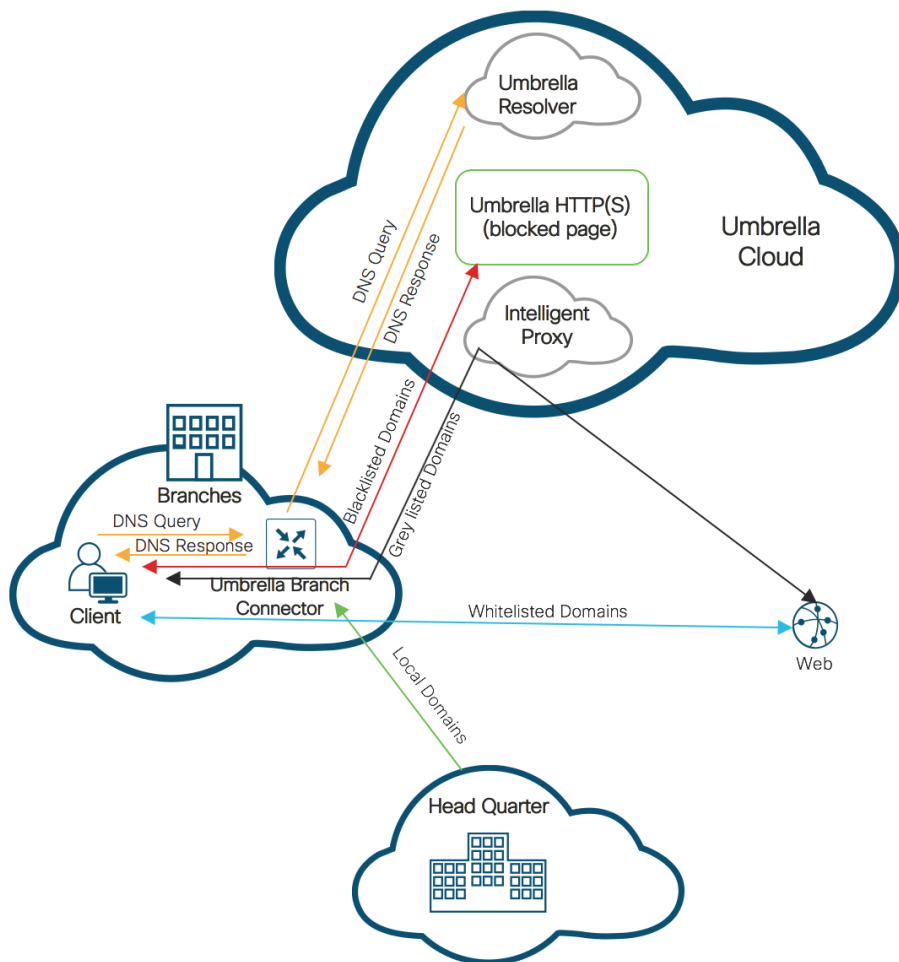 Umbrella
Resolver
Umbrella HTTP(S)
(blocked page)
Umbrella
Cloud
Intelligent
Proxy
DNS Query
DNS Response
Blacklisted Domains
Grey listed Domains
Branches
DNS Query
DNS Response
Client
Umbrella Branch
Connector
Whitelisted Domains
Web
Local Domains
Head Quarter